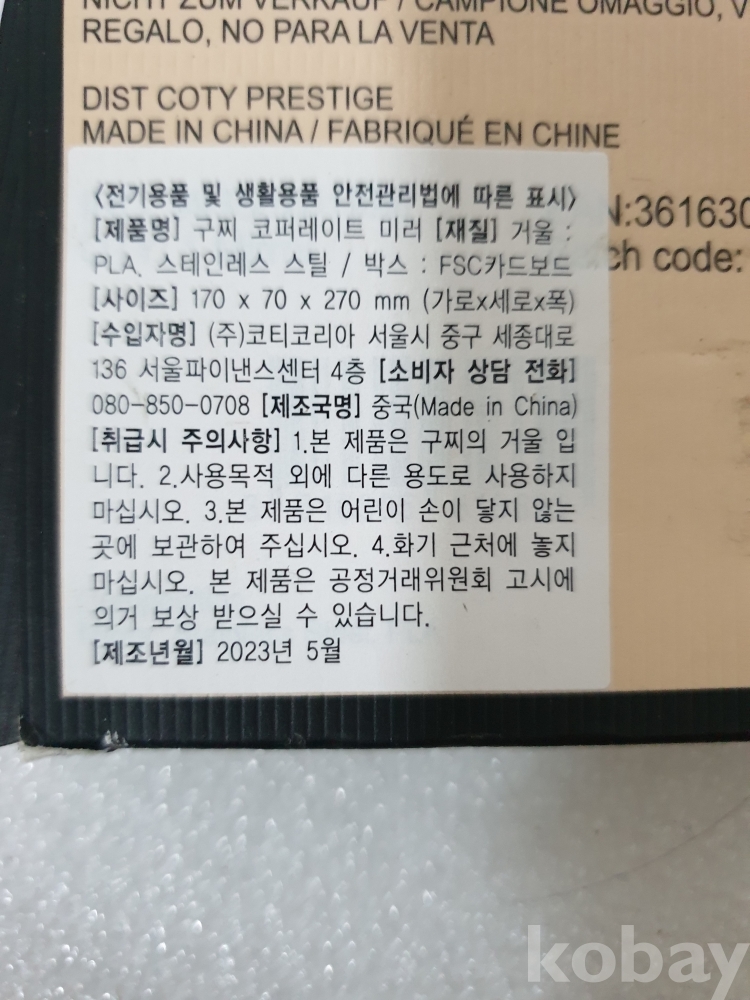 NICHT ZUM VERKAUF / CAMPIONE OMAGGIO, V
REGALO, NO PARA LA VENTA
DIST COTY PRESTIGE
MADE IN CHINA / FABRIQUÉ EN CHINE
N:361630
ch code:
<전기용품 및 생활용품 안전관리법에 따른 표시>
[제품명] 구찌 코퍼레이트 미러 [재질] 거울 :
PLA, 스테인레스 스틸 / 박스 : FSC카드보드
[사이즈] 170 x 70 x 270 mm (가로x세로x폭)
[수입자명] (주)코티코리아 서울시 중구 세종대로
136 서울파이낸스센터 4층 [소비자 상담 전화]
080-850-0708 [제조국명] 중국(Made in China)
[취급시 주의사항] 1.본 제품은 구찌의 거울 입
니다. 2.사용목적 외에 다른 용도로 사용하지
마십시오. 3.본 제품은 어린이 손이 닿지 않는
곳에 보관하여 주십시오. 4.화기 근처에 놓지
마십시오. 본 제품은 공정거래위원회 고시에
의거 보상 받으실 수 있습니다.
[제조년월] 2023년 5월
kobay